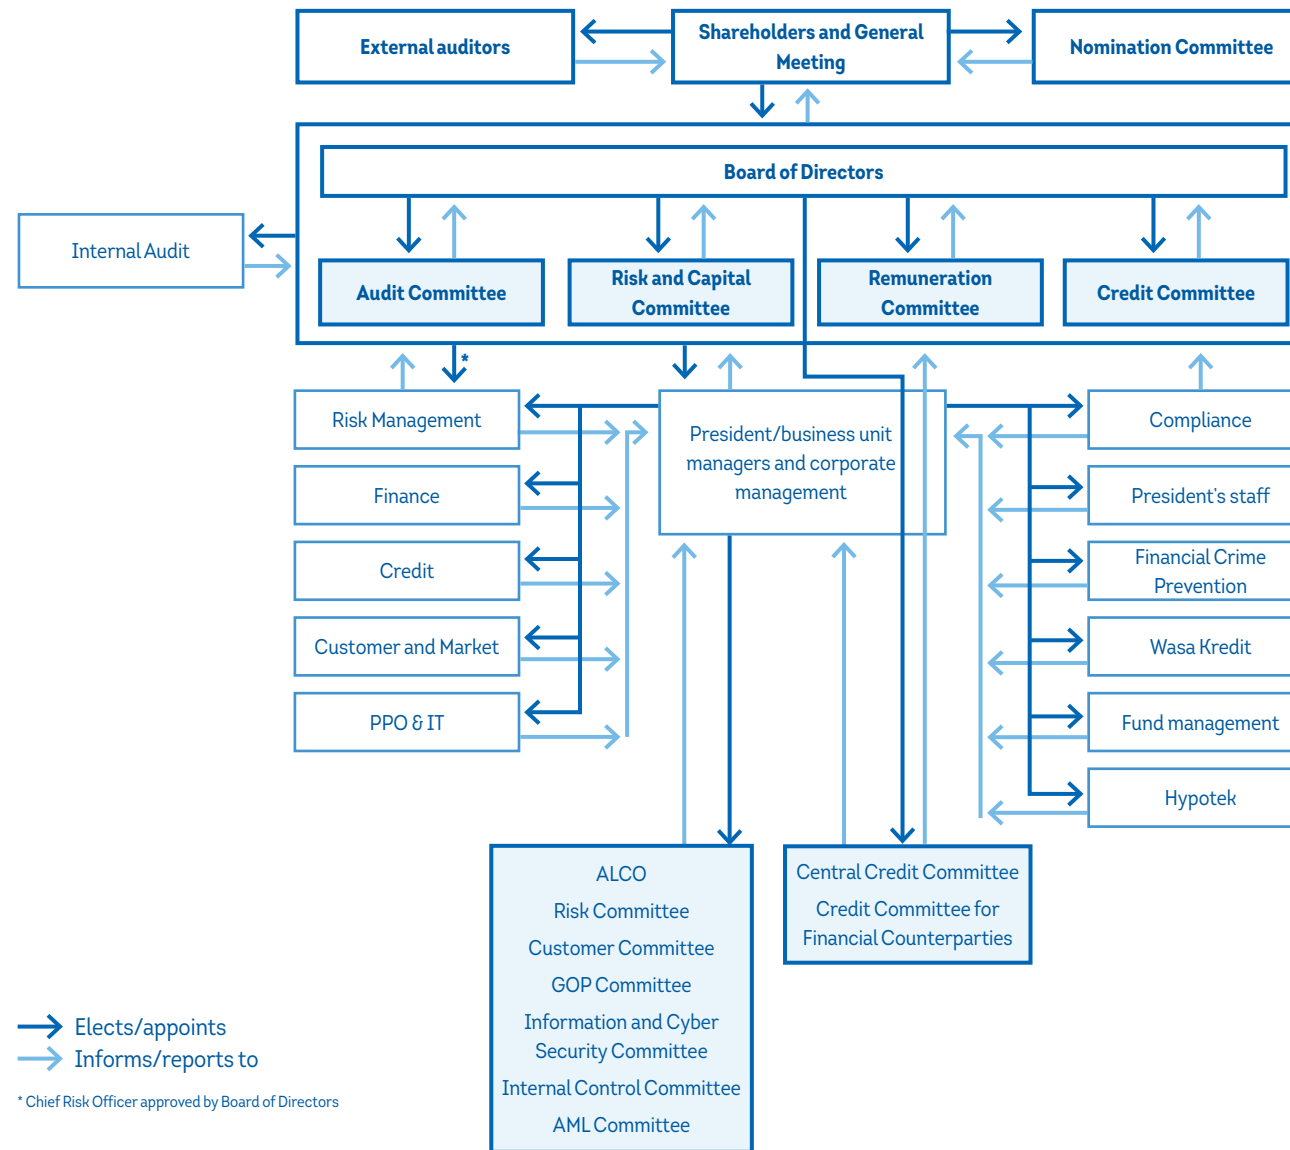 External auditors
Shareholders and General
Meeting
Nomination Committee
Board of Directors
Internal Audit
Audit Committee
Risk and Capital
Committee
Remuneration
Committee
Credit Committee
*
Risk Management
President/business unit
managers and corporate
management
Compliance
Finance
President's staff
Credit
Financial Crime
Prevention
Customer and Market
Wasa Kredit
PPO & IT
Fund management
Hypotek
ALCO
Risk Committee
Customer Committee
GOP Committee
Information and Cyber
Security Committee
Internal Control Committee
AML Committee
Central Credit Committee
Credit Committee for
Financial Counterparties
Elects/appoints
Informs/reports to
* Chief Risk Officer approved by Board of Directors